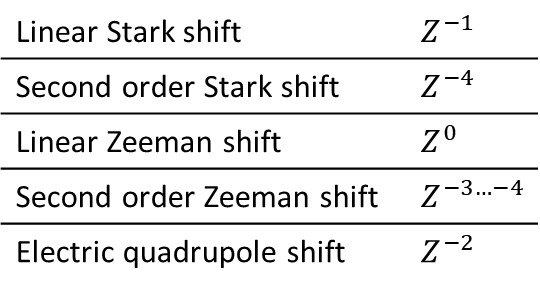 Linear Stark shift Z⁻¹
Second order Stark shift Z⁻⁴
Linear Zeeman shift Z⁰
Second order Zeeman shift Z⁻³···⁻⁴
Electric quadrupole shift Z⁻²